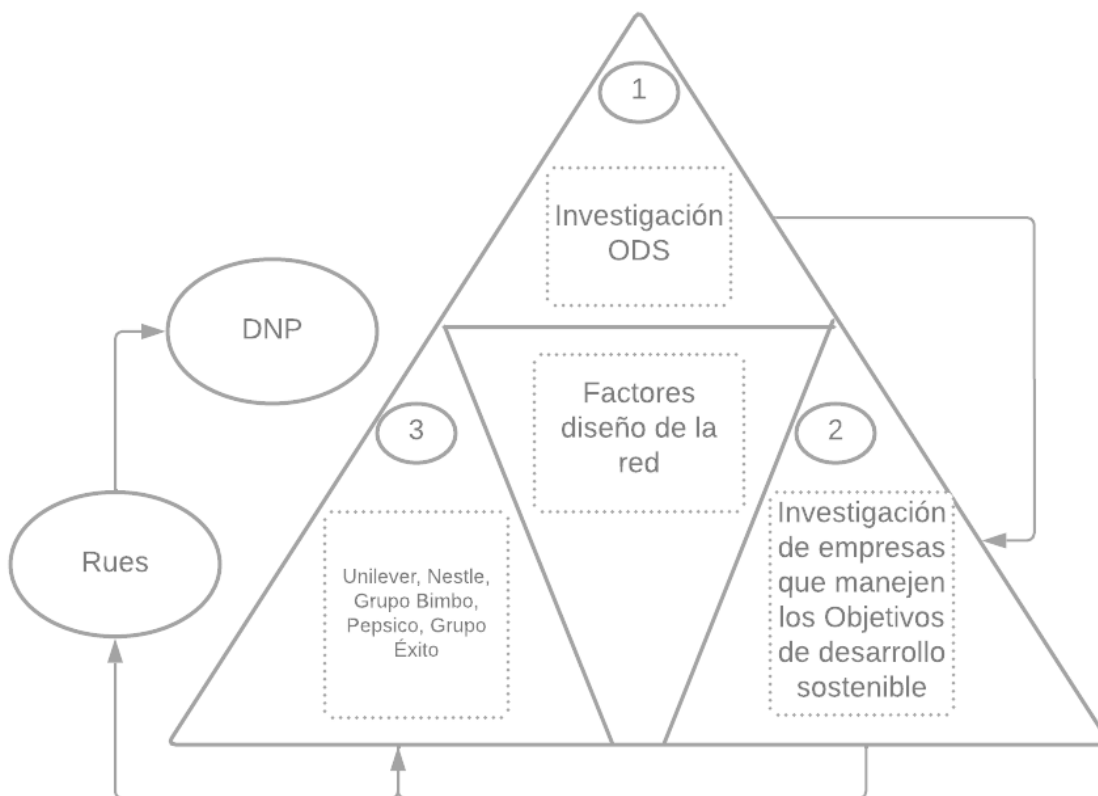 1
Investigación
ODS
DNP
Factores
diseño de la
red
3
2
Rues
Unilever, Nestle,
Grupo Bimbo,
Pepsico, Grupo
Éxito
Investigación
de empresas
que manejen
los Objetivos
de desarrollo
sostenible